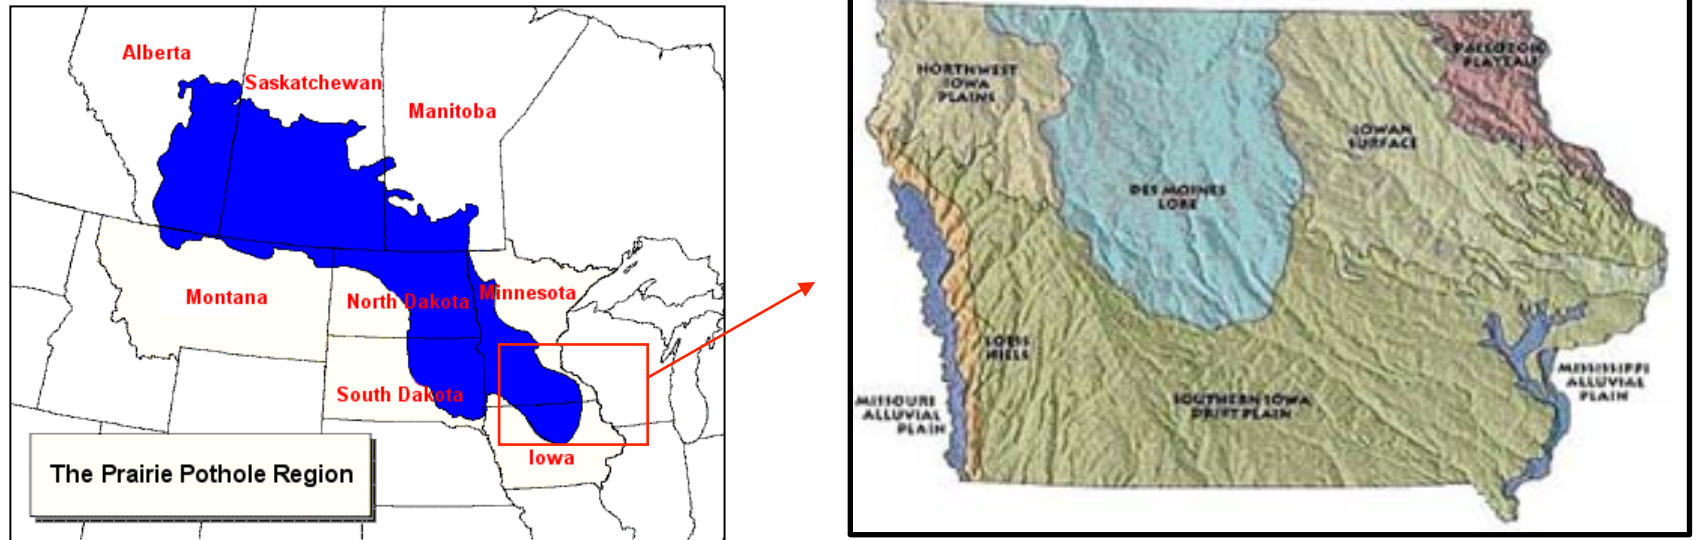 Alberta
Saskatchewan
Manitoba
Montana
North Dakota
Minnesota
South Dakota
Iowa
The Prairie Pothole Region
NORTHWEST
IOWA
PLAINS
PALEOZOIC
PLATEAU
IOWAN
SURFACE
DES MOINES
LOBE
LOESS
HILLS
MISSOURI
ALLUVIAL
PLAIN
SOUTHERN IOWA
DRIFT PLAIN
MISSISSIPPI
ALLUVIAL
PLAIN